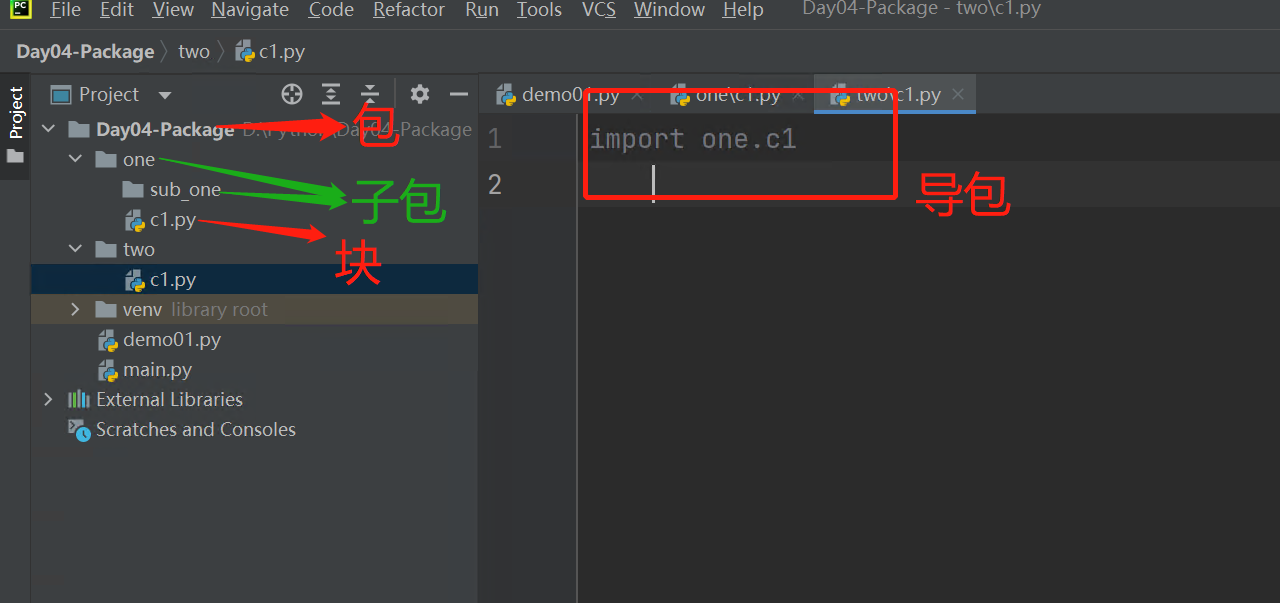 PC File Edit View Navigate Code Refactor Run Tools VCS Window Help Day04-Package - two\c1.py
Day04-Package two c1.py
Project
Project
demo01.py one\c1.py two\c1.py
Day04-Package D:\Python\Day04-Package
包
one
sub_one
子包
c1.py
块
two
c1.py
venv library root
demo01.py
main.py
External Libraries
Scratches and Consoles
1 import one.c1
2
导包